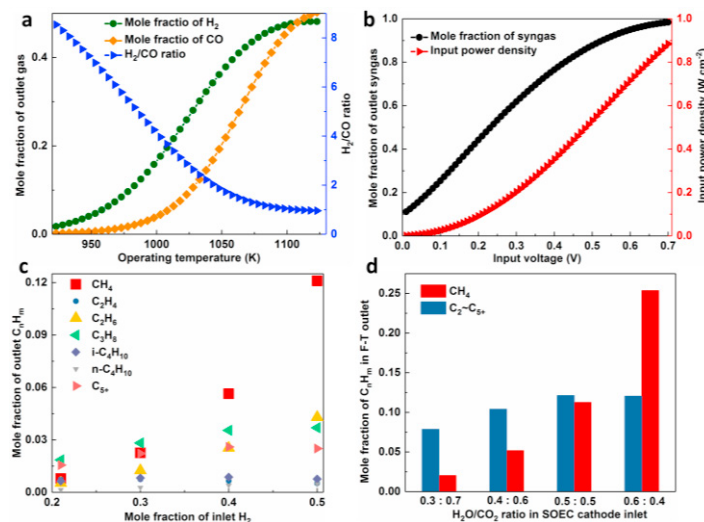 a
Mole fractio of H2
Mole fractio of CO
H2/CO ratio
Mole fraction of outlet gas
0.4
0.2
0.0
8
6
4
2
0
H2/CO ratio
950 1000 1050 1100
Operating temperature (K)
b
Mole fraction of syngas
Input power density
Mole fraction of outlet syngas
1.0
0.8
0.6
0.4
0.2
0.0
1.0
0.8
0.6
0.4
0.2
0.0
Input power density (W cm-2)
0.0 0.1 0.2 0.3 0.4 0.5 0.6 0.7
Input voltage (V)
c
CH4
C2H4
C2H6
C3H8
i-C4H10
n-C4H10
C5+
Mole fraction of outlet CnHm
0.12
0.09
0.06
0.03
0.00
0.2 0.3 0.4 0.5
Mole fraction of inlet H2
d
CH4
C2~C5+
Mole fraction of CnHm in F-T outlet
0.25
0.20
0.15
0.10
0.05
0.00
0.3 : 0.7 0.4 : 0.6 0.5 : 0.5 0.6 : 0.4
H2O/CO2 ratio in SOEC cathode inlet